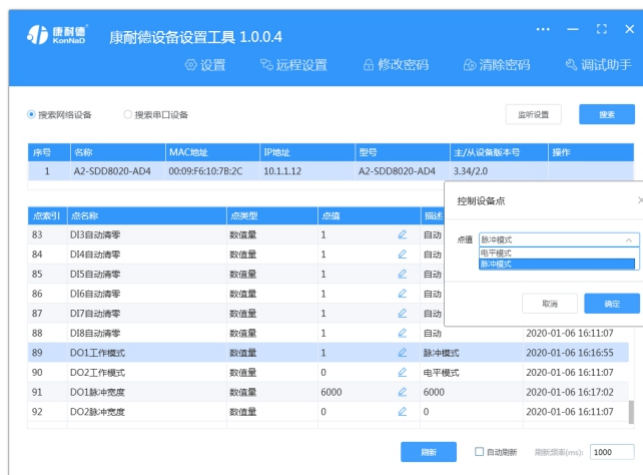 康耐德 KonNaD 康耐德设备设置工具 1.0.0.4
设置 远程设置 修改密码 清除密码 调试助手
搜索网络设备 搜索串口设备 监听设置 搜索
序号 名称 MAC地址 IP地址 型号 主/从设备版本号 操作
1 A2-SDD8020-AD4 00:09:F6:10:7B:2C 10.1.1.12 A2-SDD8020-AD4 3.34/2.0
控制设备点
点值 脉冲模式
电平模式
脉冲模式
取消 确定
点索引 点名称 点类型 点值 描述
83 DI3自动清零 数值量 1 自动
84 DI4自动清零 数值量 1 自动
85 DI5自动清零 数值量 1 自动
86 DI6自动清零 数值量 1 自动
87 DI7自动清零 数值量 1 自动
88 DI8自动清零 数值量 1 自动 2020-01-06 16:11:07
89 DO1工作模式 数值量 1 脉冲模式 2020-01-06 16:16:55
90 DO2工作模式 数值量 0 电平模式 2020-01-06 16:11:07
91 DO1脉冲宽度 数值量 6000 6000 2020-01-06 16:17:02
92 DO2脉冲宽度 数值量 0 0 2020-01-06 16:11:07
刷新 自动刷新 刷新频率(ms): 1000